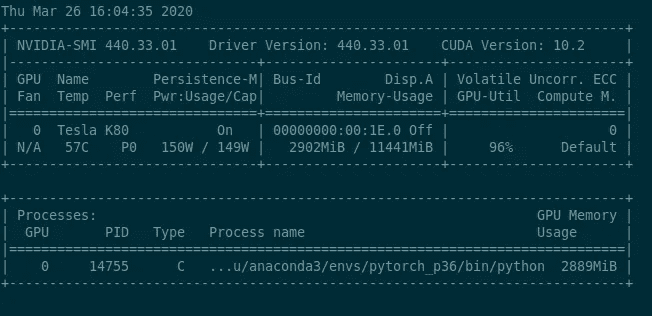 Thu Mar 26 16:04:35 2020
+-----------------------------------------------------------------------------+
| NVIDIA-SMI 440.33.01    Driver Version: 440.33.01    CUDA Version: 10.2     |
|-------------------------------+----------------------+----------------------+
| GPU  Name        Persistence-M| Bus-Id        Disp.A | Volatile Uncorr. ECC |
| Fan  Temp  Perf  Pwr:Usage/Cap|         Memory-Usage | GPU-Util  Compute M. |
|===============================+======================+======================|
|   0  Tesla K80           On   | 00000000:00:1E.0 Off |                    0 |
| N/A   57C    P0   150W / 149W |   2902MiB / 11441MiB |     96%      Default |
+-------------------------------+----------------------+----------------------+

+-----------------------------------------------------------------------------+
| Processes:                                                       GPU Memory |
|  GPU       PID   Type   Process name                             Usage      |
|=============================================================================|
|    0     14755      C   ...u/anaconda3/envs/pytorch_p36/bin/python  2889MiB |
+-----------------------------------------------------------------------------+